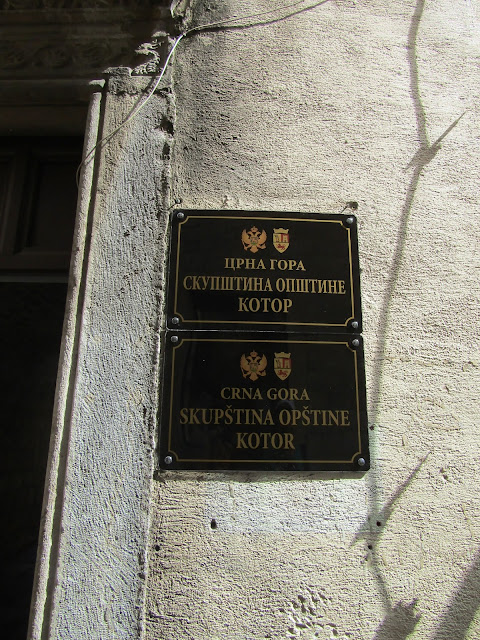 ЦРНА ГОРА
СКУПШТИНА ОПШТИНЕ
КОТОР
CRNA GORA
SKUPŠTINA OPŠTINE
KOTOR